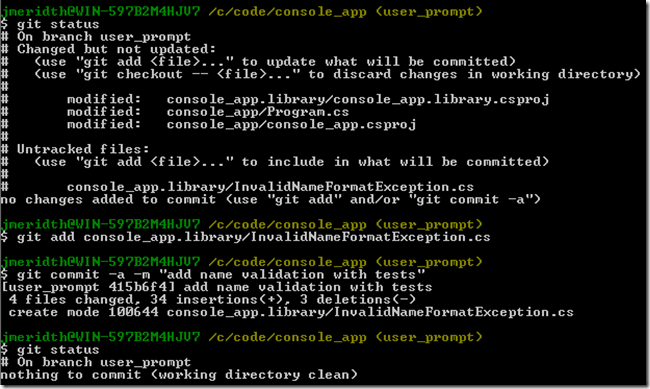 jmeridth@WIN-597B2M4HJV7 /c/code/console_app (user_prompt)
$ git status
# On branch user_prompt
# Changed but not updated:
#   (use "git add <file>..." to update what will be committed)
#   (use "git checkout -- <file>..." to discard changes in working directory)
#
#       modified:   console_app.library/console_app.library.csproj
#       modified:   console_app/Program.cs
#       modified:   console_app/console_app.csproj
#
# Untracked files:
#   (use "git add <file>..." to include in what will be committed)
#
#       console_app.library/InvalidNameFormatException.cs
no changes added to commit (use "git add" and/or "git commit -a")
jmeridth@WIN-597B2M4HJV7 /c/code/console_app (user_prompt)
$ git add console_app.library/InvalidNameFormatException.cs
jmeridth@WIN-597B2M4HJV7 /c/code/console_app (user_prompt)
$ git commit -a -m "add name validation with tests"
[user_prompt 415b6f4] add name validation with tests
 4 files changed, 34 insertions(+), 3 deletions(-)
 create mode 100644 console_app.library/InvalidNameFormatException.cs
jmeridth@WIN-597B2M4HJV7 /c/code/console_app (user_prompt)
$ git status
# On branch user_prompt
nothing to commit (working directory clean)